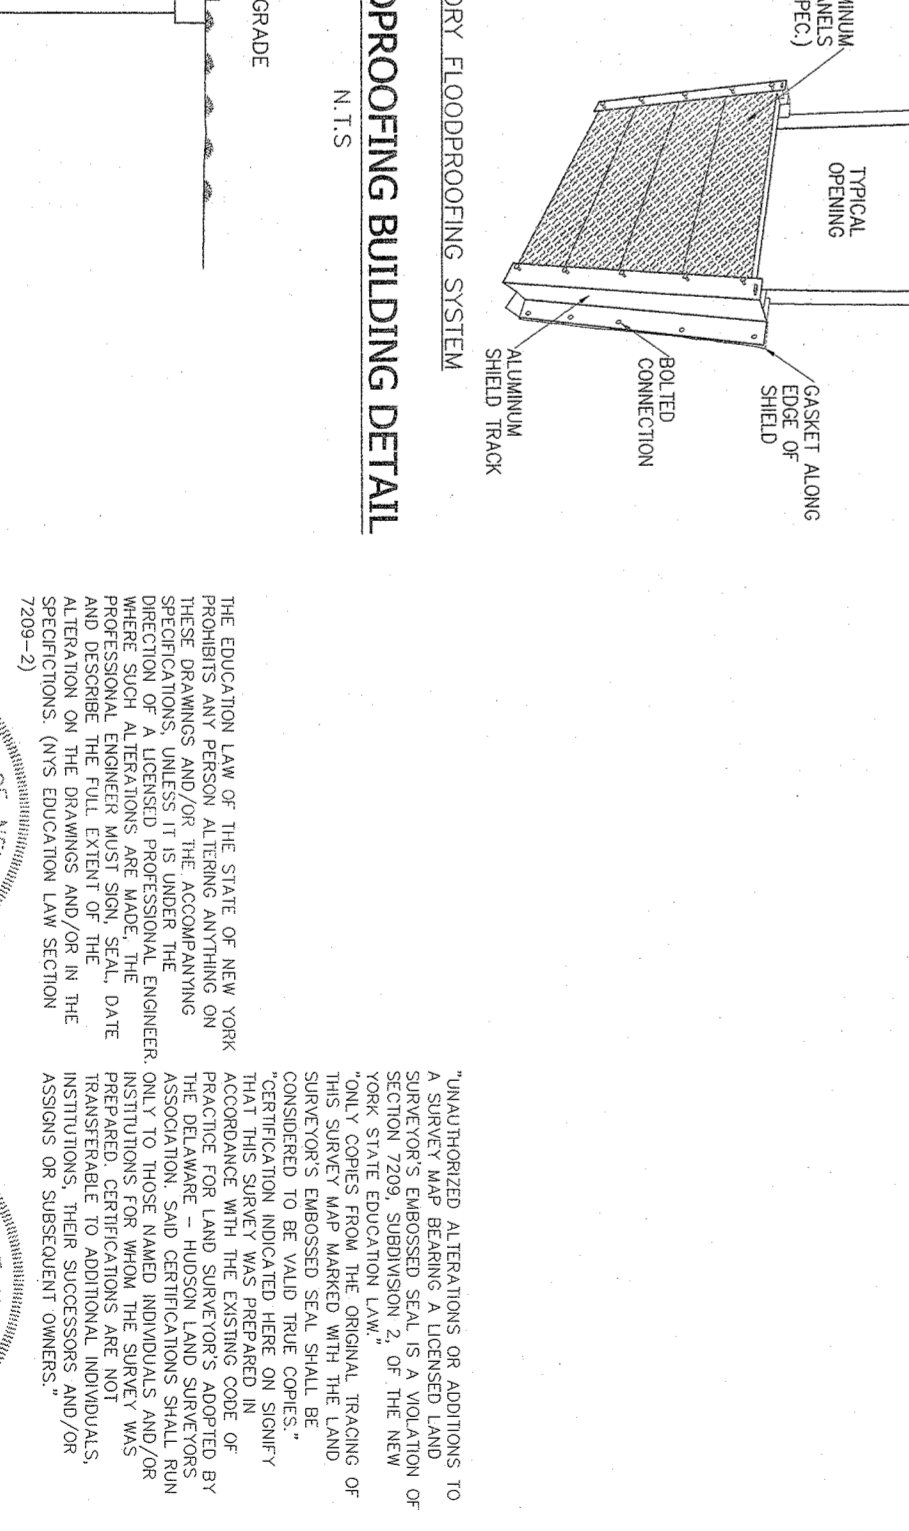 MINUM
ANELS
PEC.)
TYPICAL
OPENING
GASKET ALONG
EDGE OF
SHIELD
BOLTED
CONNECTION
ALUMINUM
SHIELD TRACK
ORY FLOODPROOFING SYSTEM
OPROOFING BUILDING DETAIL
N.T.S
GRADE
THE EDUCATION LAW OF THE STATE OF NEW YORK
PROHIBITS ANY PERSON ALTERING ANYTHING ON
THESE DRAWINGS AND/OR THE ACCOMPANYING
SPECIFICATIONS, UNLESS IT IS UNDER THE
DIRECTION OF A LICENSED PROFESSIONAL ENGINEER.
WHERE SUCH ALTERATIONS ARE MADE, THE
PROFESSIONAL ENGINEER MUST SIGN, SEAL, DATE
AND DESCRIBE THE FULL EXTENT OF THE
ALTERATION ON THE DRAWINGS AND/OR IN THE
SPECIFICTIONS. (NYS EDUCATION LAW SECTION
7209-2)
"UNAUTHORIZED ALTERATIONS OR ADDITIONS TO
A SURVEY MAP BEARING A LICENSED LAND
SURVEYOR'S EMBOSSED SEAL IS A VIOLATION OF
SECTION 7209, SUBDIVISION 2, OF THE NEW
YORK STATE EDUCATION LAW."
"ONLY COPIES FROM THE ORIGINAL TRACING OF
THIS SURVEY MAP MARKED WITH THE LAND
SURVEYOR'S EMBOSSED SEAL SHALL BE
CONSIDERED TO BE VALID TRUE COPIES."
"CERTIFICATION INDICATED HERE ON SIGNIFY
THAT THIS SURVEY WAS PREPARED IN
ACCORDANCE WITH THE EXISTING CODE OF
PRACTICE FOR LAND SURVEYOR'S ADOPTED BY
THE DELAWARE - HUDSON LAND SURVEYORS
ASSOCIATION. SAID CERTIFICATIONS SHALL RUN
ONLY TO THOSE NAMED INDIVIDUALS AND/OR
INSTITUTIONS FOR WHOM THE SURVEY WAS
PREPARED. CERTIFICATIONS ARE NOT
TRANSFERABLE TO ADDITIONAL INDIVIDUALS,
INSTITUTIONS, THEIR SUCCESSORS AND/OR
ASSIGNS OR SUBSEQUENT OWNERS."